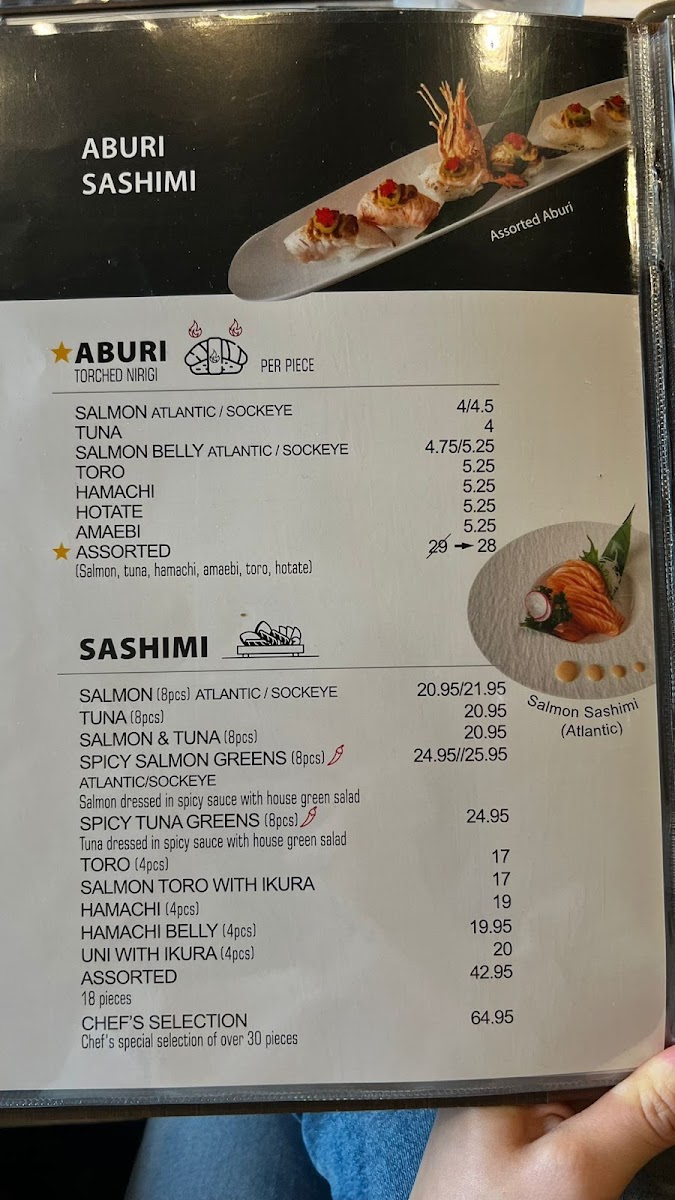 ABURI
SASHIMI
Assorted Aburi
ABURI
TORCHED NIRIGI
PER PIECE
SALMON ATLANTIC / SOCKEYE 4/4.5
TUNA 4
SALMON BELLY ATLANTIC / SOCKEYE 4.75/5.25
TORO 5.25
HAMACHI 5.25
HOTATE 5.25
AMAEBI 5.25
ASSORTED 29 → 28
(Salmon, tuna, hamachi, amaebi, toro, hotate)
SASHIMI
SALMON (8pcs) ATLANTIC / SOCKEYE 20.95/21.95
TUNA (8pcs) 20.95
SALMON & TUNA (8pcs) 20.95
SPICY SALMON GREENS (8pcs) 24.95//25.95
ATLANTIC/SOCKEYE
Salmon dressed in spicy sauce with house green salad
SPICY TUNA GREENS (8pcs) 24.95
Tuna dressed in spicy sauce with house green salad
TORO (4pcs) 17
SALMON TORO WITH IKURA 17
HAMACHI (4pcs) 19
HAMACHI BELLY (4pcs) 19.95
UNI WITH IKURA (4pcs) 20
ASSORTED 42.95
18 pieces
CHEF'S SELECTION 64.95
Chef's special selection of over 30 pieces
Salmon Sashimi
(Atlantic)